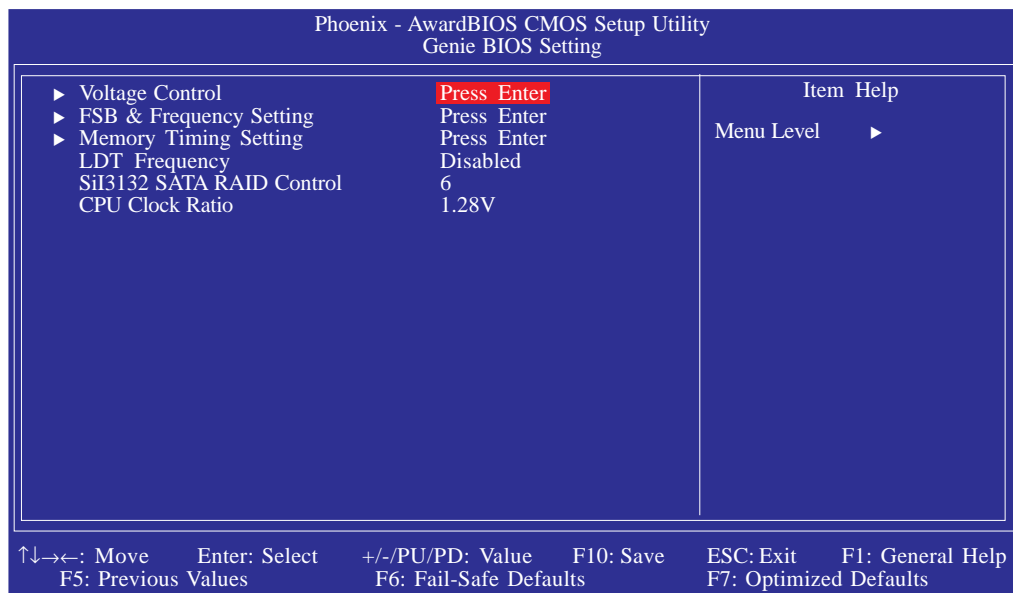 Phoenix - AwardBIOS CMOS Setup Utility
Genie BIOS Setting
▶ Voltage Control Press Enter
▶ FSB & Frequency Setting Press Enter
▶ Memory Timing Setting Press Enter
LDT Frequency Disabled
SiI3132 SATA RAID Control 6
CPU Clock Ratio 1.28V
Item Help
Menu Level ▶
↑↓→←: Move Enter: Select +/-/PU/PD: Value F10: Save ESC: Exit F1: General Help
F5: Previous Values F6: Fail-Safe Defaults F7: Optimized Defaults